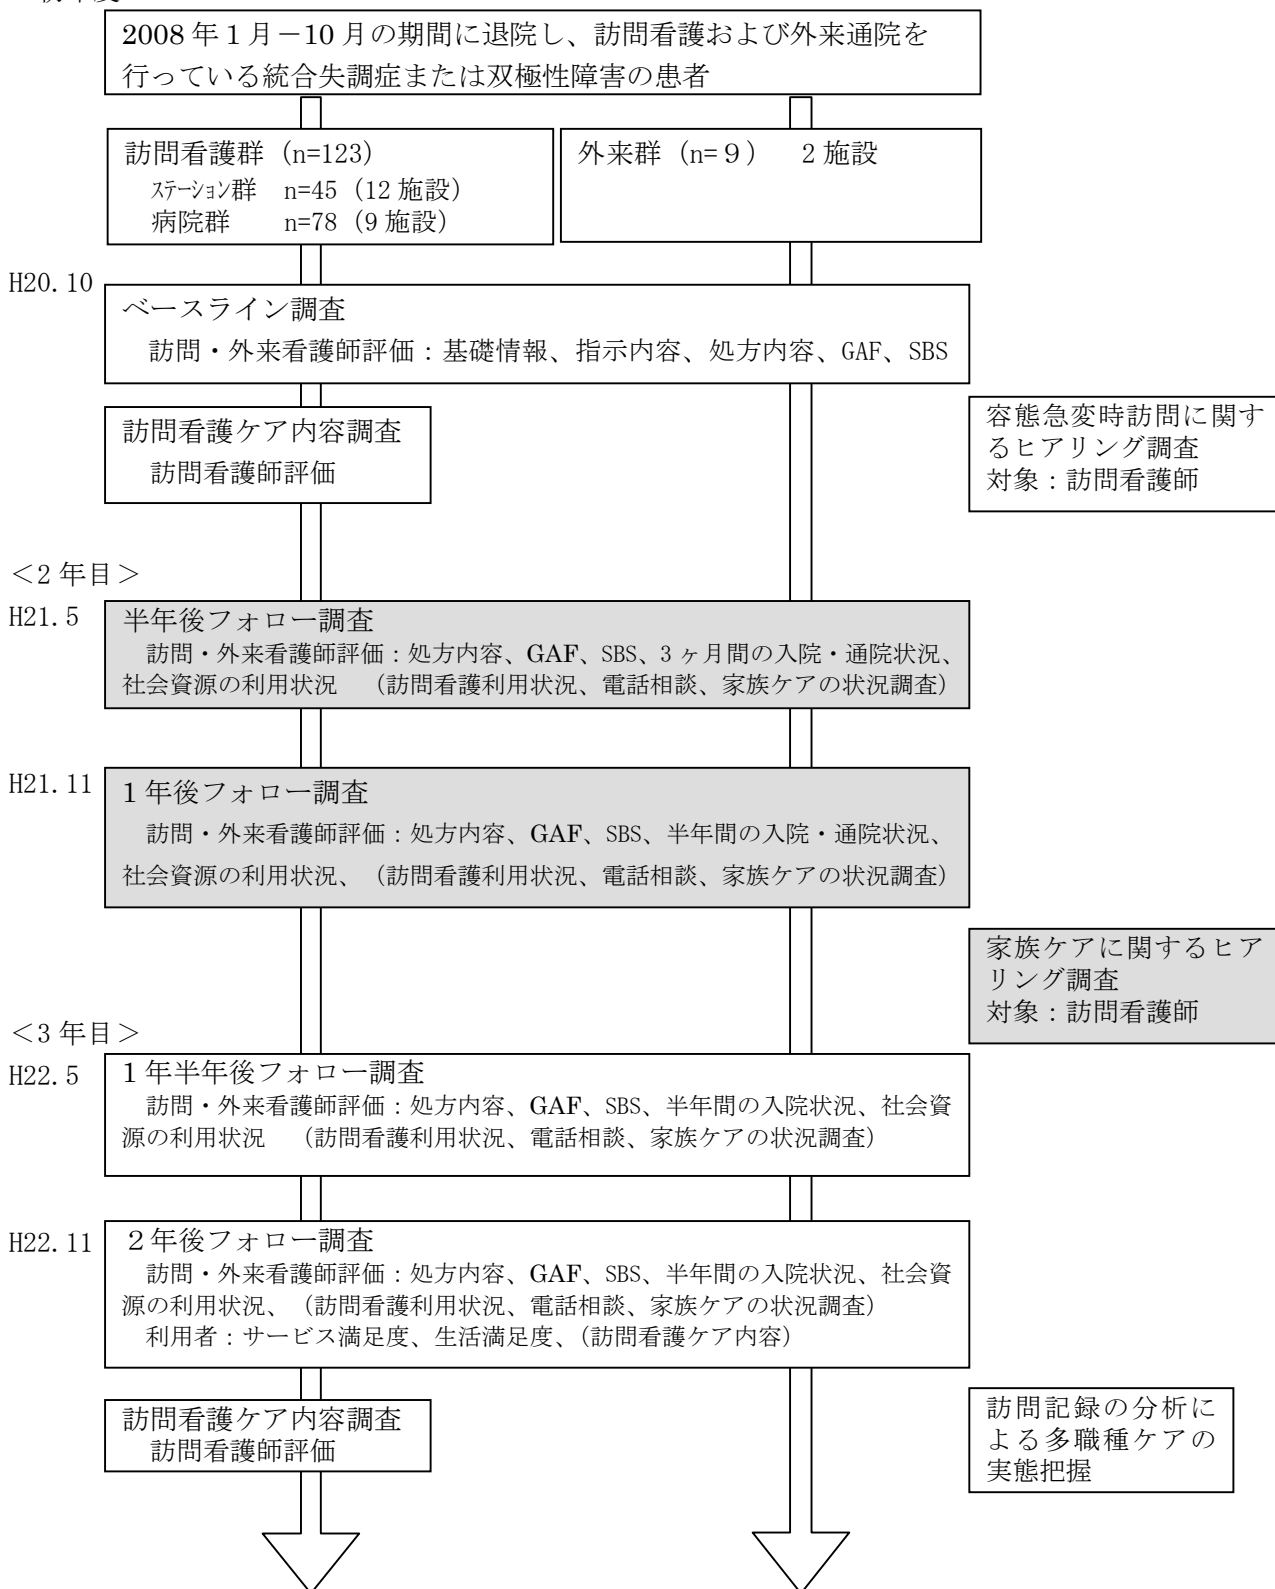 2008 年 1 月－10 月の期間に退院し、訪問看護および外来通院を
行っている統合失調症または双極性障害の患者
訪問看護群 (n=123)
ｽﾃｰｼｮﾝ群 n=45 (12 施設)
病院群 n=78 (9 施設)
外来群 (n=９) 2 施設
H20.10
ベースライン調査
訪問・外来看護師評価：基礎情報、指示内容、処方内容、GAF、SBS
訪問看護ケア内容調査
訪問看護師評価
容態急変時訪問に関す
るヒアリング調査
対象：訪問看護師
＜2 年目＞
H21.5
半年後フォロー調査
訪問・外来看護師評価：処方内容、GAF、SBS、3 ヶ月間の入院・通院状況、
社会資源の利用状況 （訪問看護利用状況、電話相談、家族ケアの状況調査）
H21.11
1 年後フォロー調査
訪問・外来看護師評価：処方内容、GAF、SBS、半年間の入院・通院状況、
社会資源の利用状況、（訪問看護利用状況、電話相談、家族ケアの状況調査）
家族ケアに関するヒア
リング調査
対象：訪問看護師
＜3 年目＞
H22.5
1 年半年後フォロー調査
訪問・外来看護師評価：処方内容、GAF、SBS、半年間の入院状況、社会資
源の利用状況 （訪問看護利用状況、電話相談、家族ケアの状況調査）
H22.11
２年後フォロー調査
訪問・外来看護師評価：処方内容、GAF、SBS、半年間の入院状況、社会資
源の利用状況、（訪問看護利用状況、電話相談、家族ケアの状況調査）
利用者：サービス満足度、生活満足度、（訪問看護ケア内容）
訪問看護ケア内容調査
訪問看護師評価
訪問記録の分析に
よる多職種ケアの
実態把握